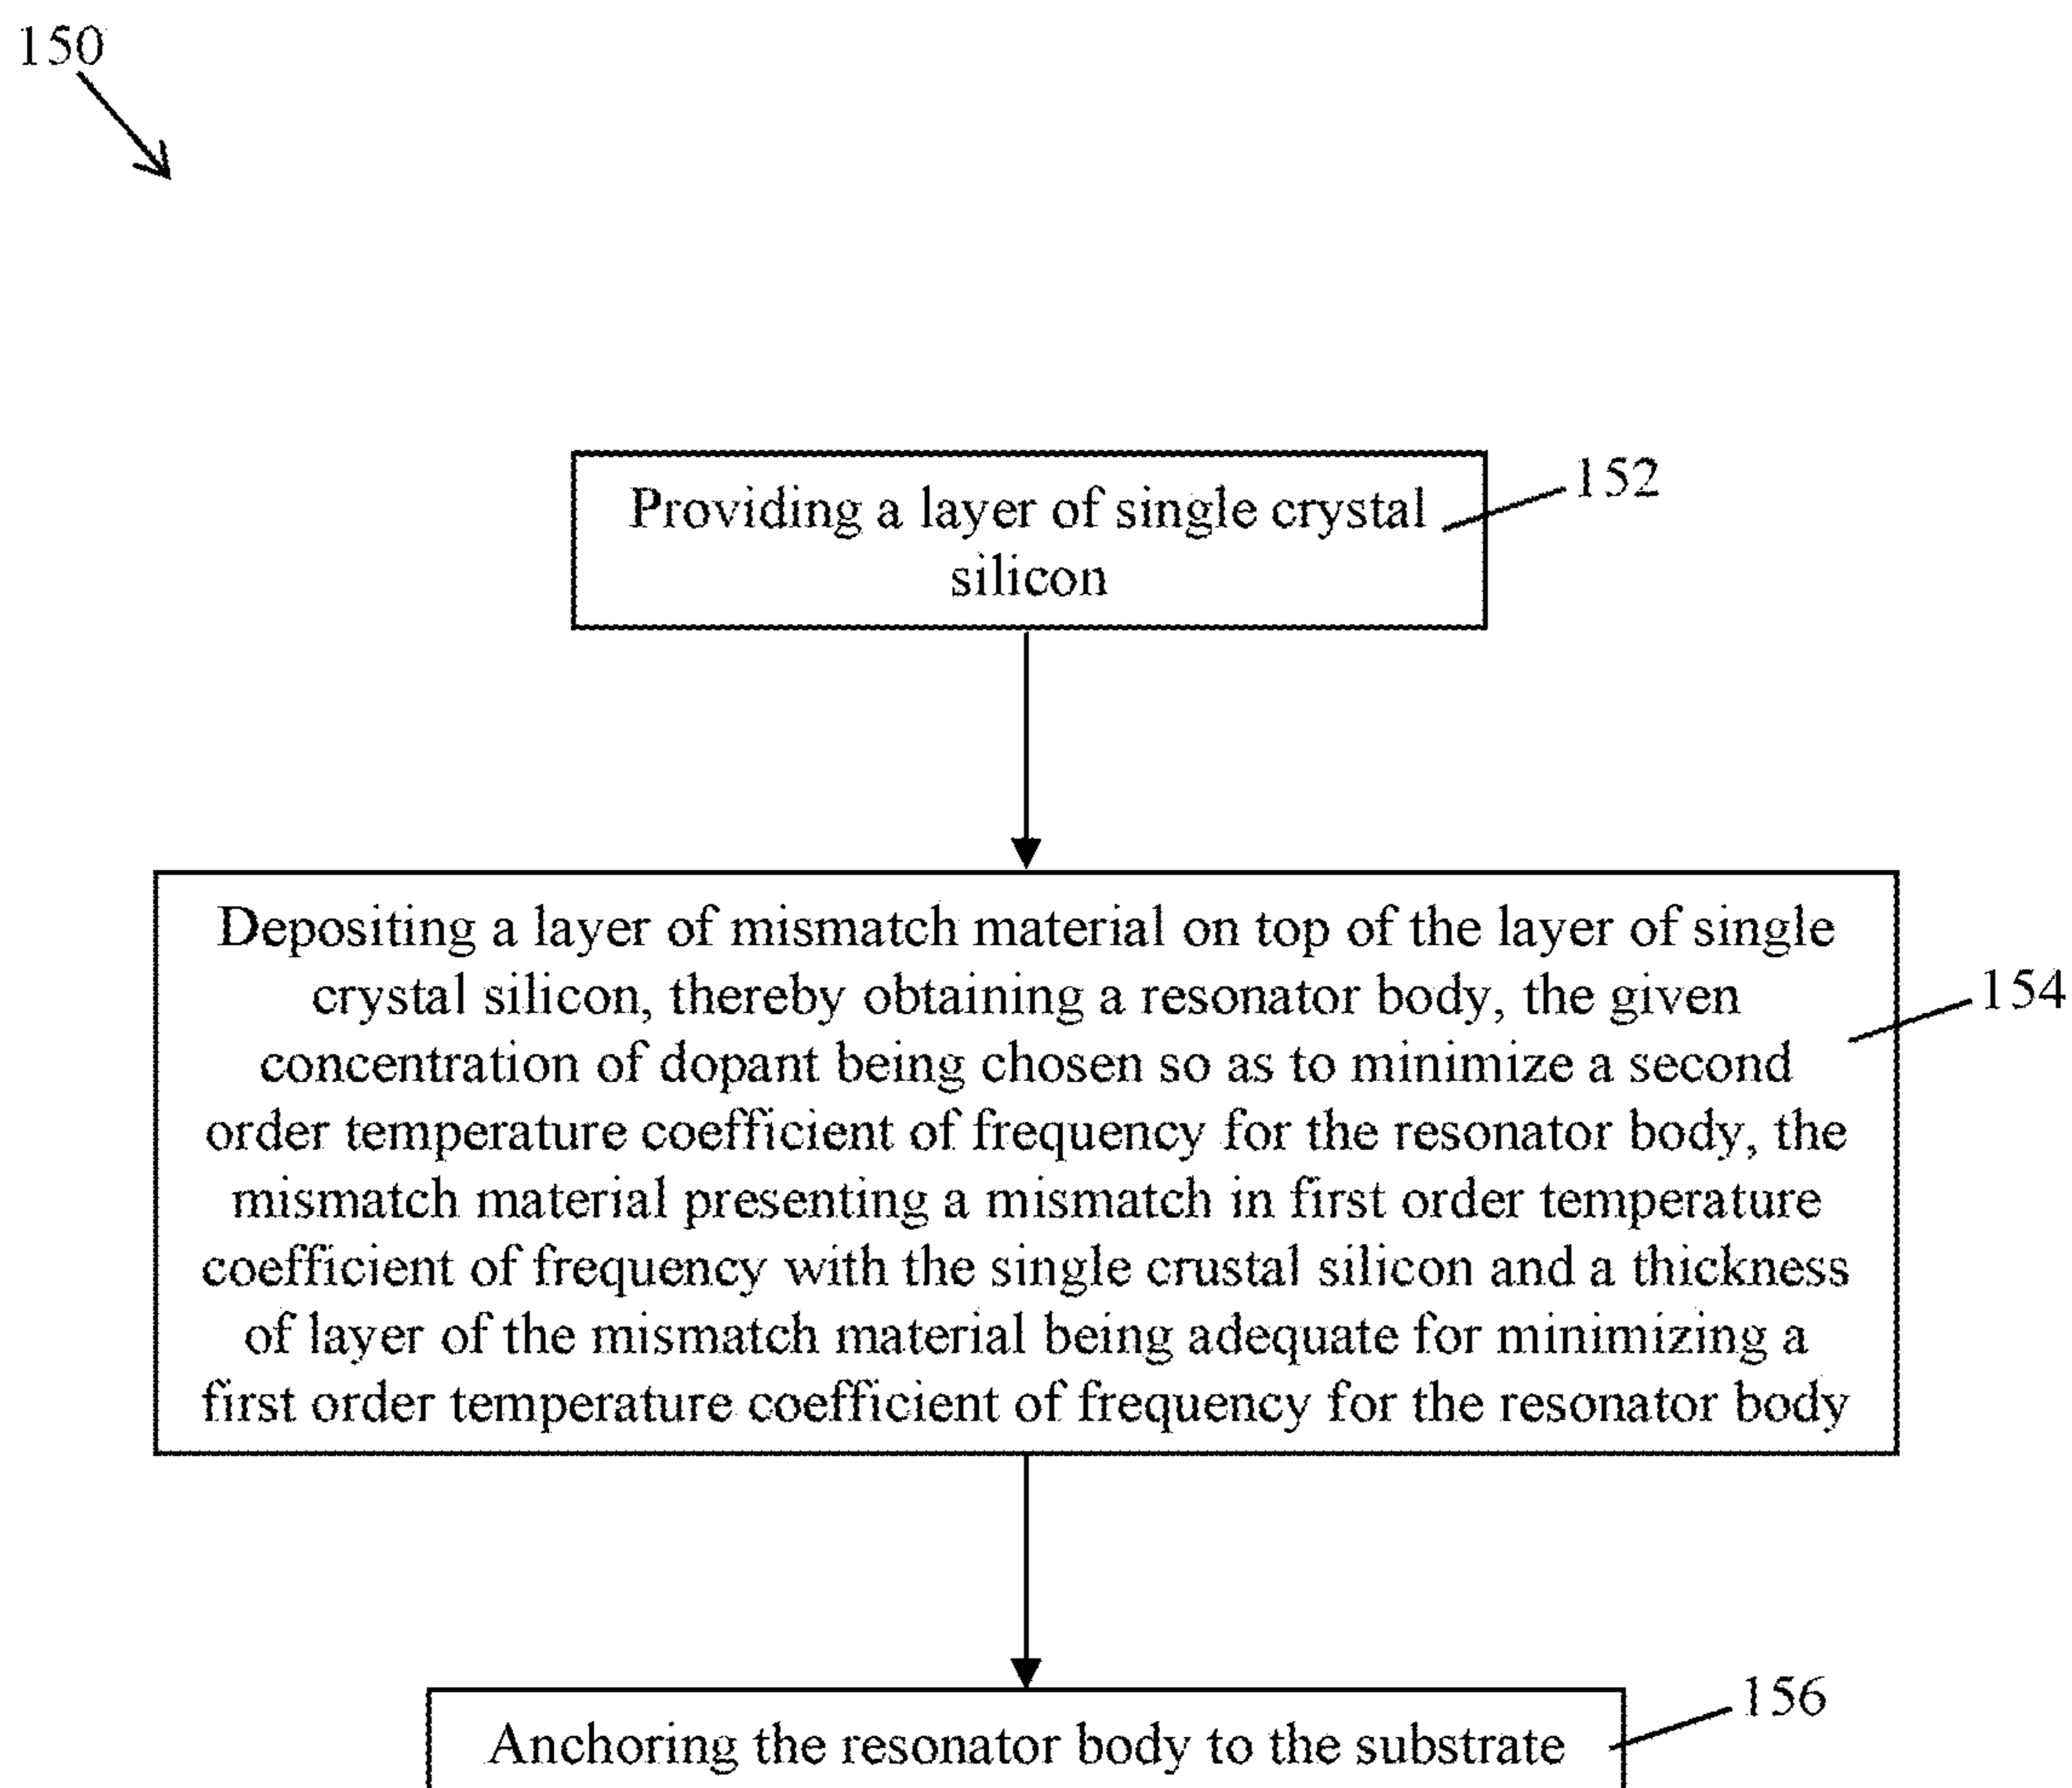 150
Providing a layer of single crystal
silicon
152
Depositing a layer of mismatch material on top of the layer of single
crystal silicon, thereby obtaining a resonator body, the given
concentration of dopant being chosen so as to minimize a second
order temperature coefficient of frequency for the resonator body, the
mismatch material presenting a mismatch in first order temperature
coefficient of frequency with the single crustal silicon and a thickness
of layer of the mismatch material being adequate for minimizing a
first order temperature coefficient of frequency for the resonator body
154
Anchoring the resonator body to the substrate
156